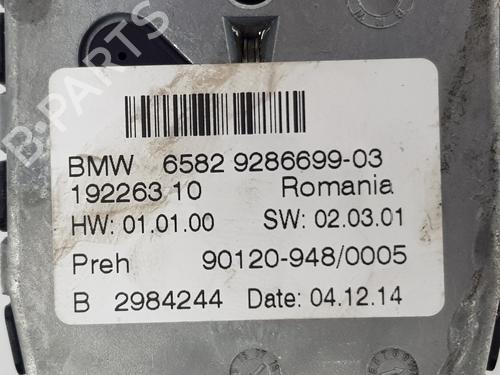 BMW 6582 9286699-03
192263 10 Romania
HW: 01.01.00 SW: 02.03.01
Preh 90120-948/0005
B 2984244 Date: 04.12.14
B-PARTS